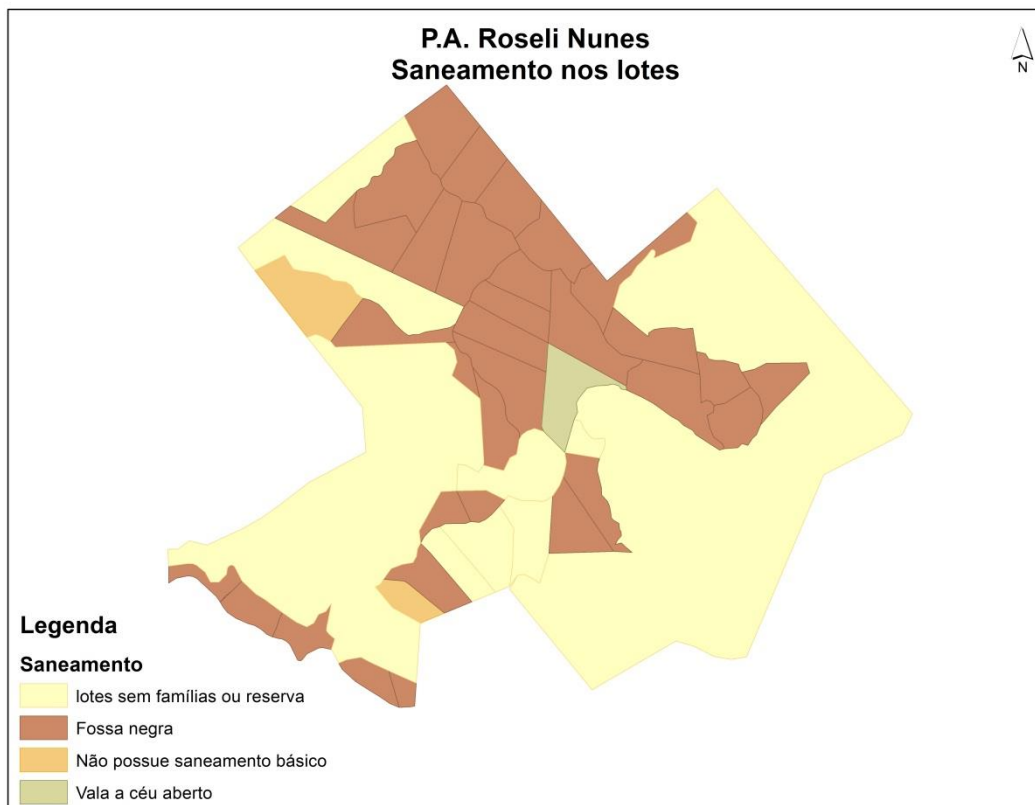 P.A. Roseli Nunes
Saneamento nos lotes
N
Legenda
Saneamento
lotes sem famílias ou reserva
Fossa negra
Não possue saneamento básico
Vala a céu aberto